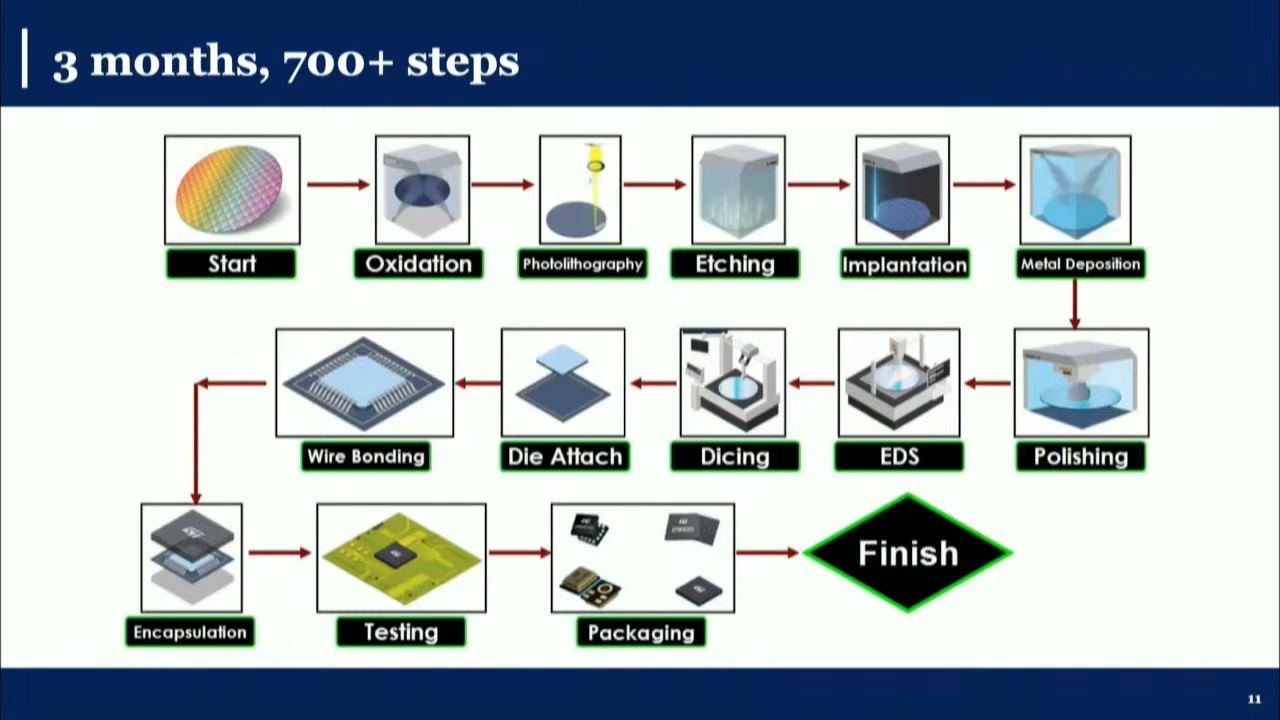 3 months, 700+ steps
Start
Oxidation
Photolithography
Etching
Implantation
Metal Deposition
Wire Bonding
Die Attach
Dicing
EDS
Polishing
Finish
Encapsulation
Testing
Packaging
11